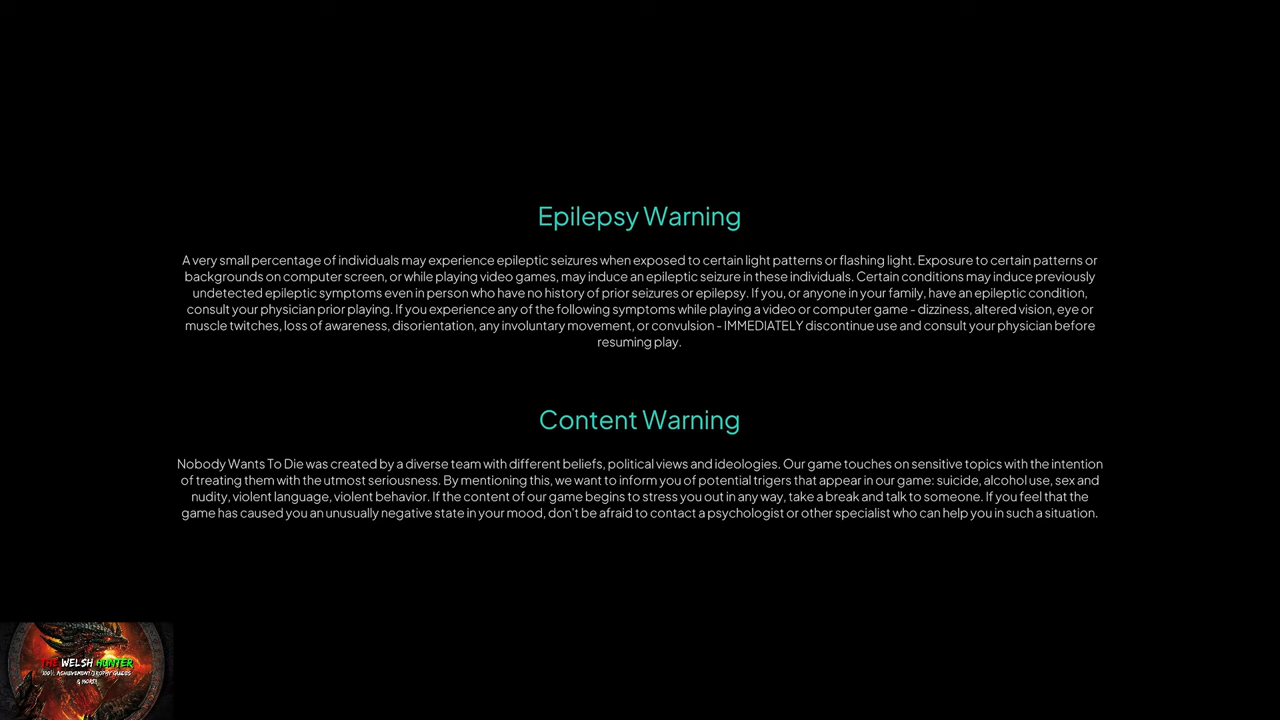 Epilepsy Warning
A very small percentage of individuals may experience epileptic seizures when exposed to certain light patterns or flashing light. Exposure to certain patterns or
backgrounds on computer screen, or while playing video games, may induce an epileptic seizure in these individuals. Certain conditions may induce previously
undetected epileptic symptoms even in person who have no history of prior seizures or epilepsy. If you, or anyone in your family, have an epileptic condition,
consult your physician prior playing. If you experience any of the following symptoms while playing a video or computer game - dizziness, altered vision, eye or
muscle twitches, loss of awareness, disorientation, any involuntary movement, or convulsion - IMMEDIATELY discontinue use and consult your physician before
resuming play.
Content Warning
Nobody Wants To Die was created by a diverse team with different beliefs, political views and ideologies. Our game touches on sensitive topics with the intention
of treating them with the utmost seriousness. By mentioning this, we want to inform you of potential trigers that appear in our game: suicide, alcohol use, sex and
nudity, violent language, violent behavior. If the content of our game begins to stress you out in any way, take a break and talk to someone. If you feel that the
game has caused you an unusually negative state in your mood, don't be afraid to contact a psychologist or other specialist who can help you in such a situation.
THE WELSH HUNTER
100% ACHIEVEMENT/TROPHY GUIDES
& MORE!